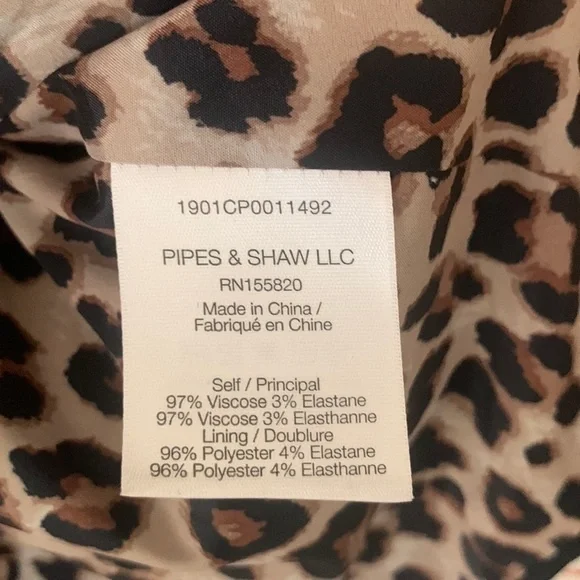 1901CP0011492
PIPES & SHAW LLC
RN155820
Made in China /
Fabriqué en Chine
Self / Principal
97% Viscose 3% Elastane
97% Viscose 3% Elasthanne
Lining / Doublure
96% Polyester 4% Elastane
96% Polyester 4% Elasthanne